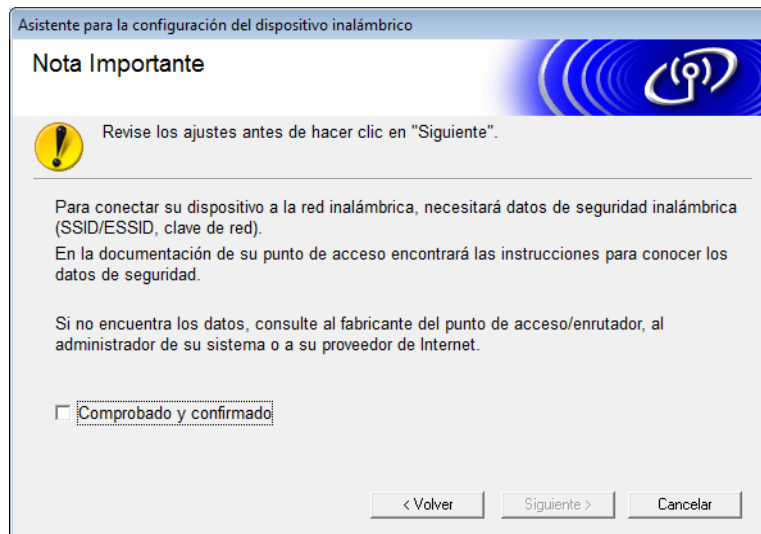 Asistente para la configuración del dispositivo inalámbrico
Nota Importante
Revise los ajustes antes de hacer clic en "Siguiente".
Para conectar su dispositivo a la red inalámbrica, necesitará datos de seguridad inalámbrica
(SSID/ESSID, clave de red).
En la documentación de su punto de acceso encontrará las instrucciones para conocer los
datos de seguridad.
Si no encuentra los datos, consulte al fabricante del punto de acceso/enrutador, al
administrador de su sistema o a su proveedor de Internet.
Comprobado y confirmado
< Volver
Siguiente >
Cancelar